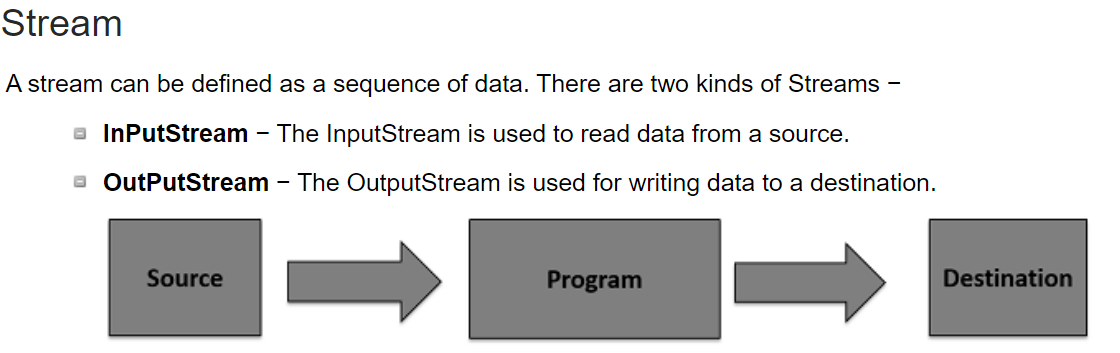 Stream
A stream can be defined as a sequence of data. There are two kinds of Streams −
InPutStream − The InputStream is used to read data from a source.
OutPutStream − The OutputStream is used for writing data to a destination.
Source
Program
Destination